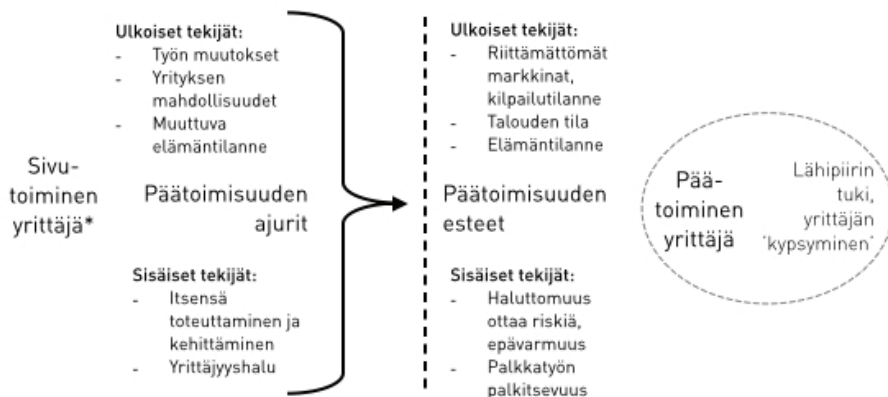 Sivu-
toiminen
yrittäjä*
Ulkoiset tekijät:
- Työn muutokset
- Yrityksen
mahdollisuudet
- Muuttuva
elämäntilanne
Päätoimisuuden
ajurit
Sisäiset tekijät:
- Itsensä
toteuttaminen ja
kehittäminen
- Yrittäjyyshalu
Ulkoiset tekijät:
- Riittämättömät
markkinat,
kilpailutilanne
- Talouden tila
- Elämäntilanne
Päätoimisuuden
esteet
Sisäiset tekijät:
- Haluttomuus
ottaa riskiä,
epävarmuus
- Palkkatyön
palkitsevuus
Pää-
toiminen
yrittäjä
Lähipiirin
tuki,
yrittäjän
"kypsyminen"